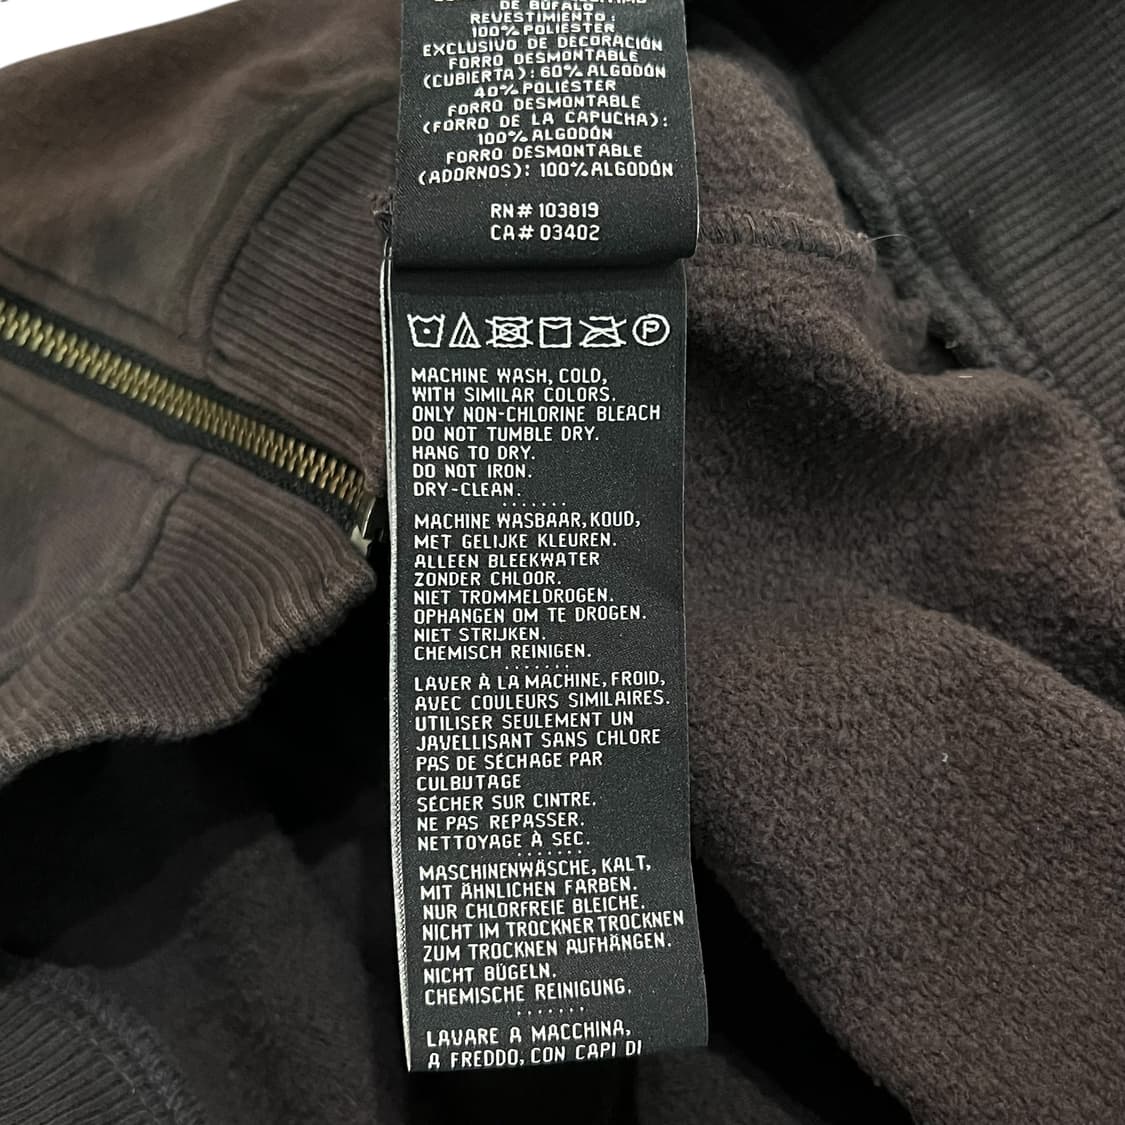 DE BÚFALO
REVESTIMIENTO:
100% POLIÉSTER
EXCLUSIVO DE DECORACIÓN
FORRO DESMONTABLE
(CUBIERTA): 60% ALGODÓN
40% POLIÉSTER
FORRO DESMONTABLE
(FORRO DE LA CAPUCHA):
100% ALGODÓN
FORRO DESMONTABLE
(ADORNOS): 100% ALGODÓN
RN# 103819
CA# 03402
P
MACHINE WASH, COLD,
WITH SIMILAR COLORS.
ONLY NON-CHLORINE BLEACH
DO NOT TUMBLE DRY.
HANG TO DRY.
DO NOT IRON.
DRY-CLEAN.
MACHINE WASBAAR, KOUD,
MET GELIJKE KLEUREN.
ALLEEN BLEEKWATER
ZONDER CHLOOR.
NIET TROMMELDROGEN.
OPHANGEN OM TE DROGEN.
NIET STRIJKEN.
CHEMISCH REINIGEN.
LAVER À LA MACHINE, FROID,
AVEC COULEURS SIMILAIRES.
UTILISER SEULEMENT UN
JAVELLISANT SANS CHLORE
PAS DE SÉCHAGE PAR
CULBUTAGE
SÉCHER SUR CINTRE.
NE PAS REPASSER.
NETTOYAGE À SEC.
MASCHINENWÄSCHE, KALT,
MIT ÄHNLICHEN FARBEN.
NUR CHLORFREIE BLEICHE.
NICHT IM TROCKNER TROCKNEN
ZUM TROCKNEN AUFHÄNGEN.
NICHT BÜGELN.
CHEMISCHE REINIGUNG.
LAVARE A MACCHINA,
A FREDDO, CON CAPI DI